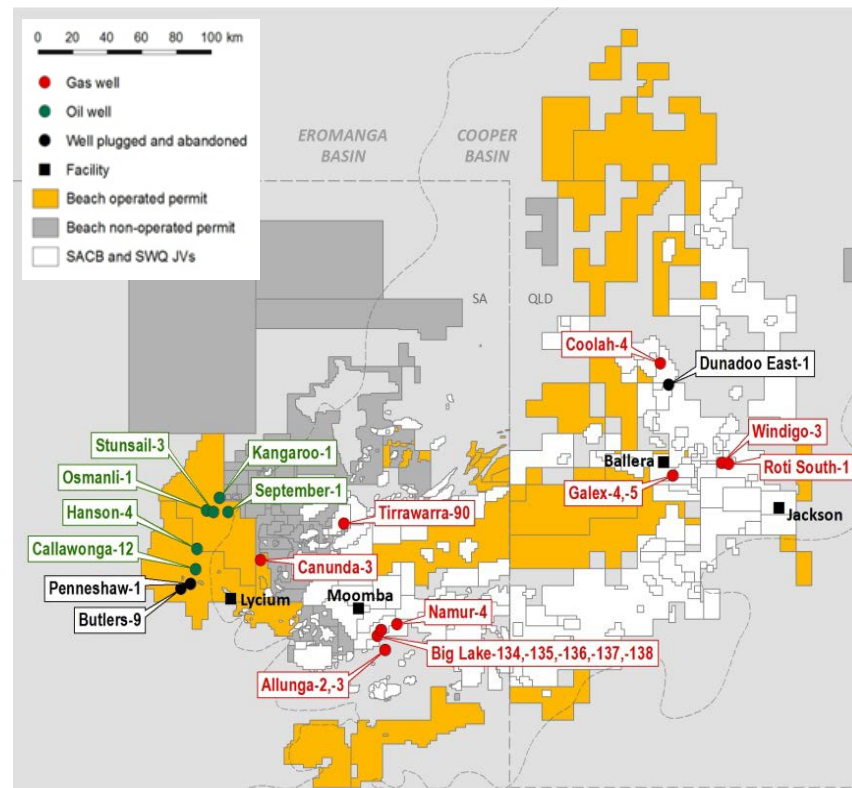 0 20 40 60 80 100 km
Gas well
Oil well
Well plugged and abandoned
Facility
Beach operated permit
Beach non-operated permit
SACB and SWQ JVs
EROMANGA
BASIN
COOPER
BASIN
SA
QLD
Coolah-4
Dunadoo East-1
Windigo-3
Ballera
Roti South-1
Galex-4,-5
Jackson
Stunsail-3
Kangaroo-1
Osmanli-1
September-1
Hanson-4
Tirrawarra-90
Callawonga-12
Canunda-3
Penneshaw-1
Lycium
Moomba
Butlers-9
Namur-4
Big Lake-134,-135,-136,-137,-138
Allunga-2,-3